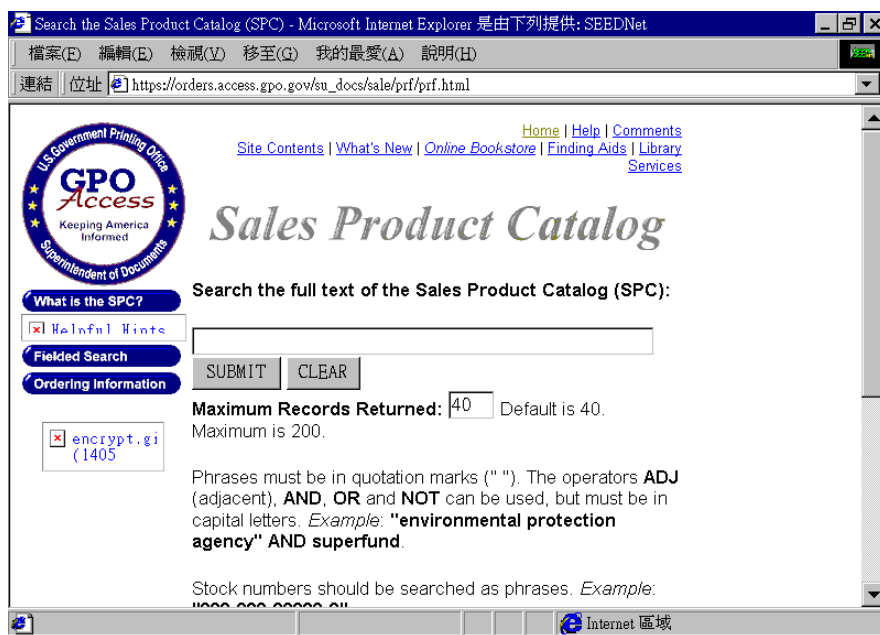 Search the Sales Product Catalog (SPC) - Microsoft Internet Explorer 是由下列提供: SEEDNet
檔案(F) 編輯(E) 檢視(V) 移至(G) 我的最愛(A) 說明(H)
連結 位址 https://orders.access.gpo.gov/su_docs/sale/prf/prf.html
Home | Help | Comments
Site Contents | What's New | Online Bookstore | Finding Aids | Library
Services
U.S. Government Printing Office
GPO
Access
Keeping America
Informed
Superintendent of Documents
Sales Product Catalog
What is the SPC?
Helpful Hints
Fielded Search
Ordering Information
encrypt.gi
(1405
Search the full text of the Sales Product Catalog (SPC):
SUBMIT CLEAR
Maximum Records Returned: 40 Default is 40.
Maximum is 200.
Phrases must be in quotation marks (" "). The operators ADJ
(adjacent), AND, OR and NOT can be used, but must be in
capital letters. Example: "environmental protection
agency" AND superfund.
Stock numbers should be searched as phrases. Example:
Internet 區域